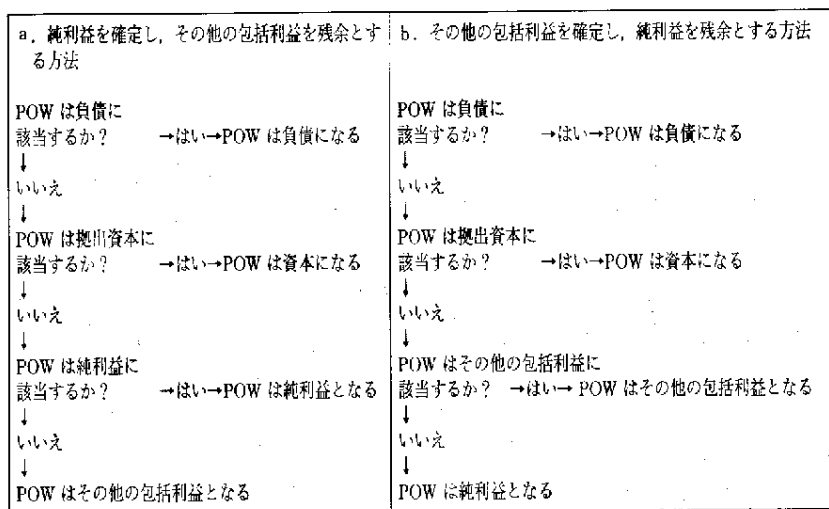 a．純利益を確定し，その他の包括利益を残余とす
る方法
POW は負債に
該当するか？ →はい→POW は負債になる
↓
いいえ
↓
POW は拠出資本に
該当するか？ →はい→POW は資本になる
↓
いいえ
↓
POW は純利益に
該当するか？ →はい→POW は純利益となる
↓
いいえ
↓
POW はその他の包括利益となる
b．その他の包括利益を確定し，純利益を残余とする方法
POW は負債に
該当するか？ →はい→POW は負債になる
↓
いいえ
↓
POW は拠出資本に
該当するか？ →はい→POW は資本になる
↓
いいえ
↓
POW はその他の包括利益に
該当するか？ →はい→ POW はその他の包括利益となる
↓
いいえ
↓
POW は純利益となる